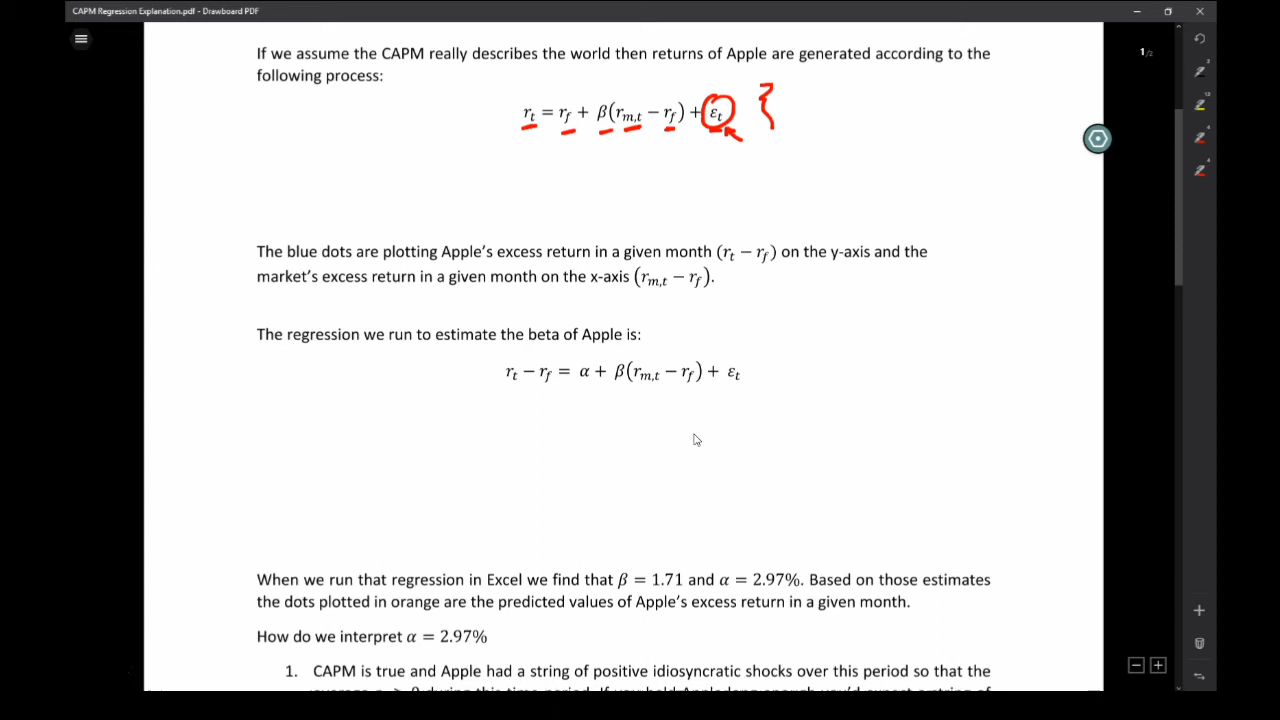 CAPM Regression Explanation.pdf - Drawboard PDF
1/2
If we assume the CAPM really describes the world then returns of Apple are generated according to the
following process:
r_t = r_f + β(r_{m,t} − r_f) + ε_t
The blue dots are plotting Apple's excess return in a given month (r_t − r_f) on the y-axis and the
market's excess return in a given month on the x-axis (r_{m,t} − r_f).
The regression we run to estimate the beta of Apple is:
r_t − r_f = α + β(r_{m,t} − r_f) + ε_t
When we run that regression in Excel we find that β = 1.71 and α = 2.97%. Based on those estimates
the dots plotted in orange are the predicted values of Apple's excess return in a given month.
How do we interpret α = 2.97%
1. CAPM is true and Apple had a string of positive idiosyncratic shocks over this period so that the